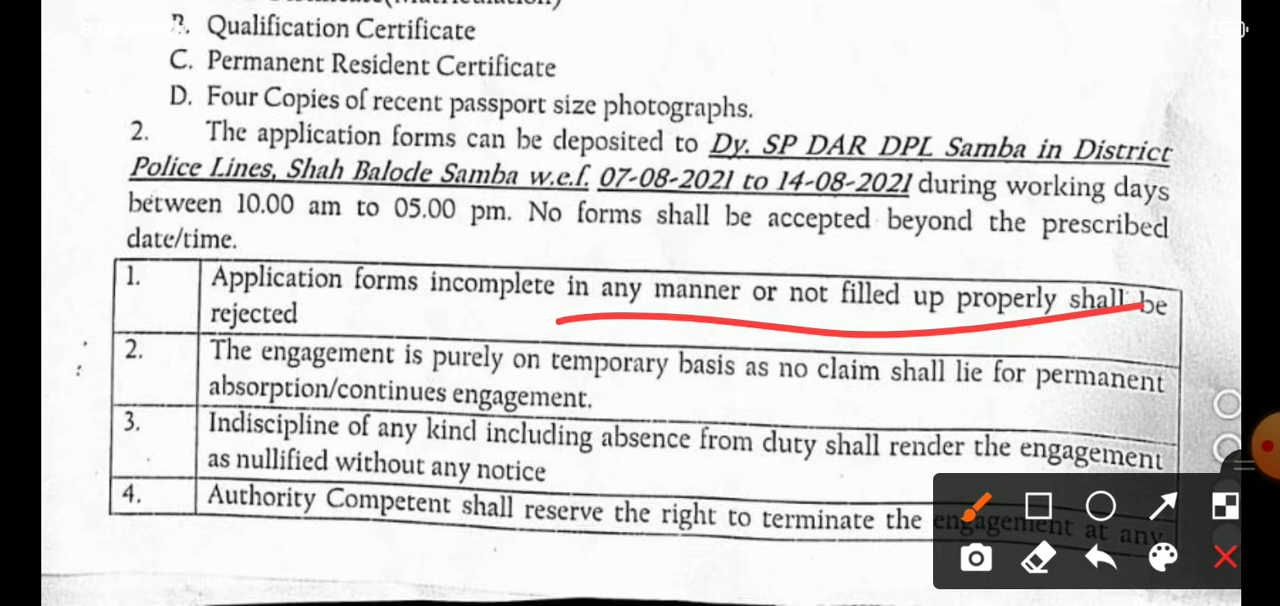 B. Qualification Certificate
C. Permanent Resident Certificate
D. Four Copies of recent passport size photographs.
2. The application forms can be deposited to Dy. SP DAR DPL Samba in District
Police Lines, Shah Balode Samba w.e.f. 07-08-2021 to 14-08-2021 during working days
between 10.00 am to 05.00 pm. No forms shall be accepted beyond the prescribed
date/time.
1. Application forms incomplete in any manner or not filled up properly shall be
rejected
2. The engagement is purely on temporary basis as no claim shall lie for permanent
absorption/continues engagement.
3. Indiscipline of any kind including absence from duty shall render the engagement
as nullified without any notice
4. Authority Competent shall reserve the right to terminate the engagement at any